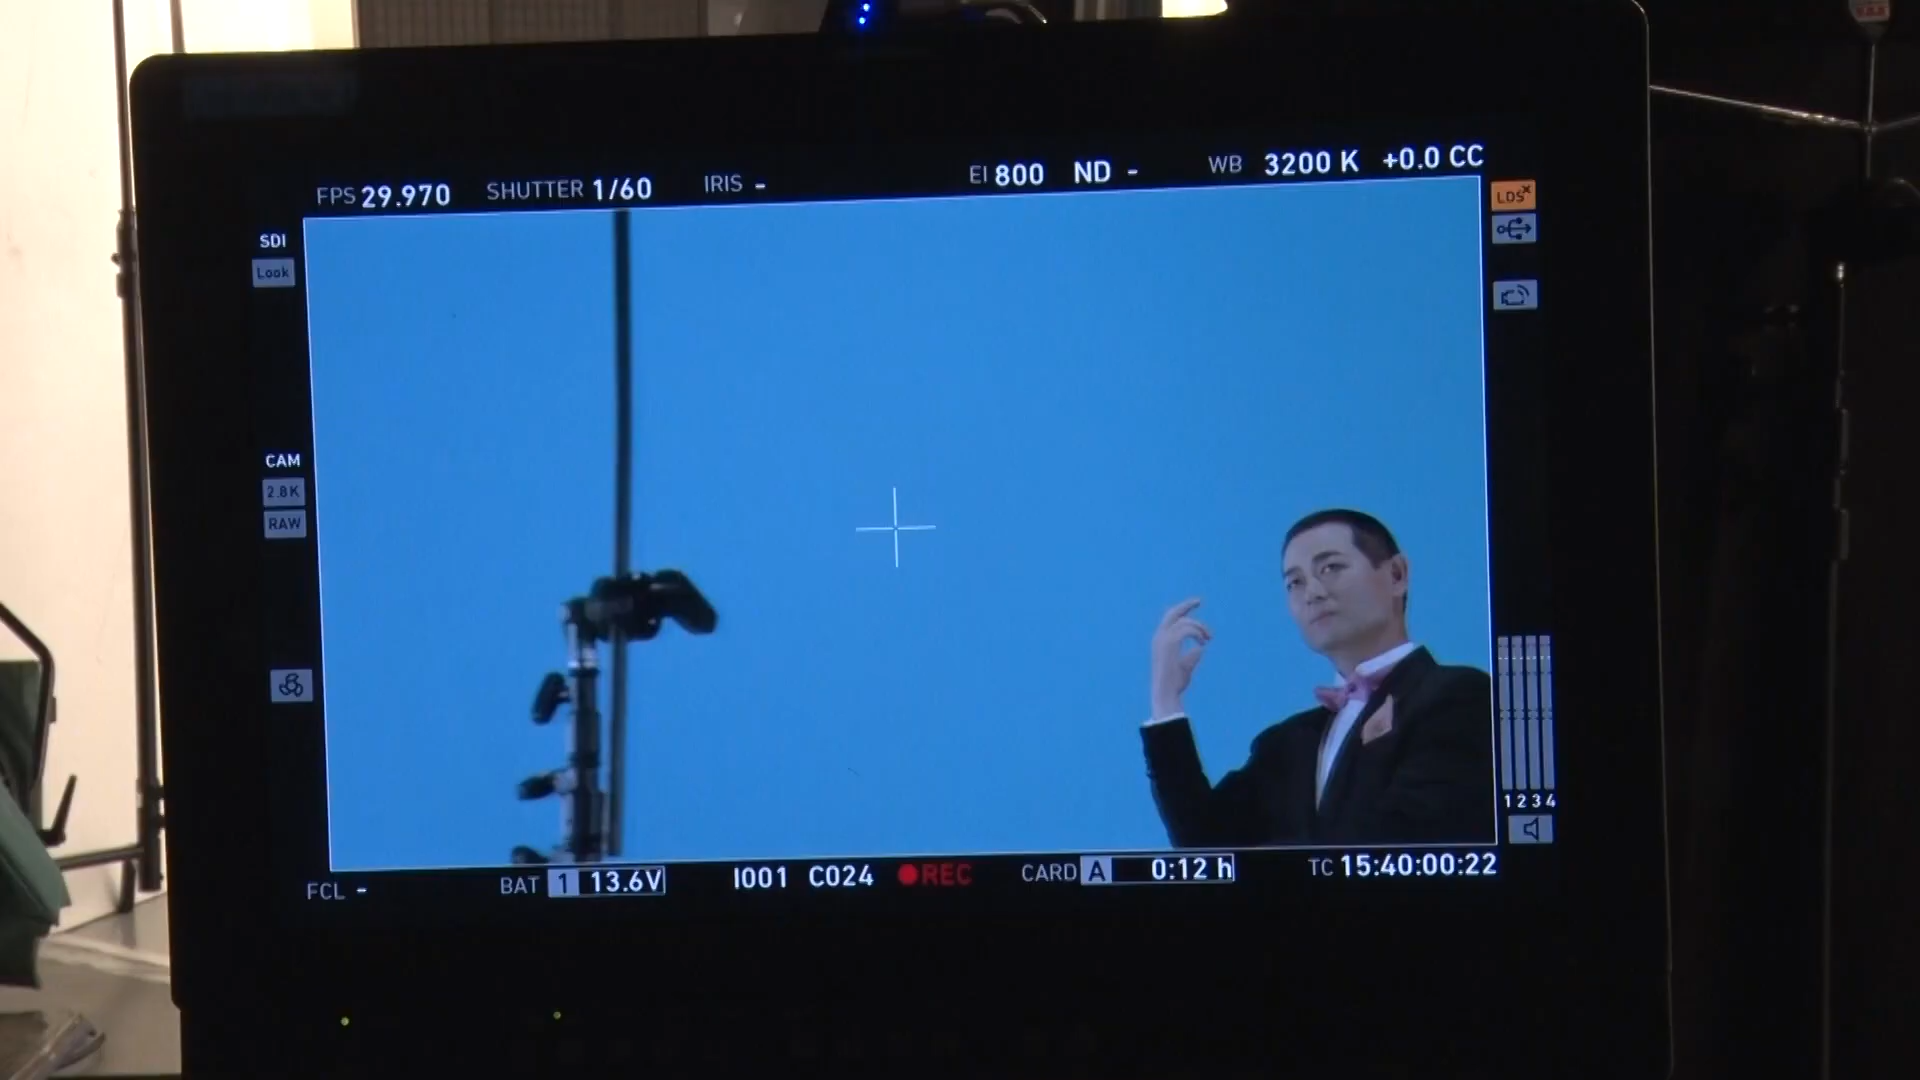 FPS 29.970 SHUTTER 1/60 IRIS - EI 800 ND - WB 3200 K +0.0 CC
LDS
SDI
Look
CAM
2.8K
RAW
1 2 3 4
FCL - BAT 1 13.6V I001 C024 REC CARD A 0:12 h TC 15:40:00:22